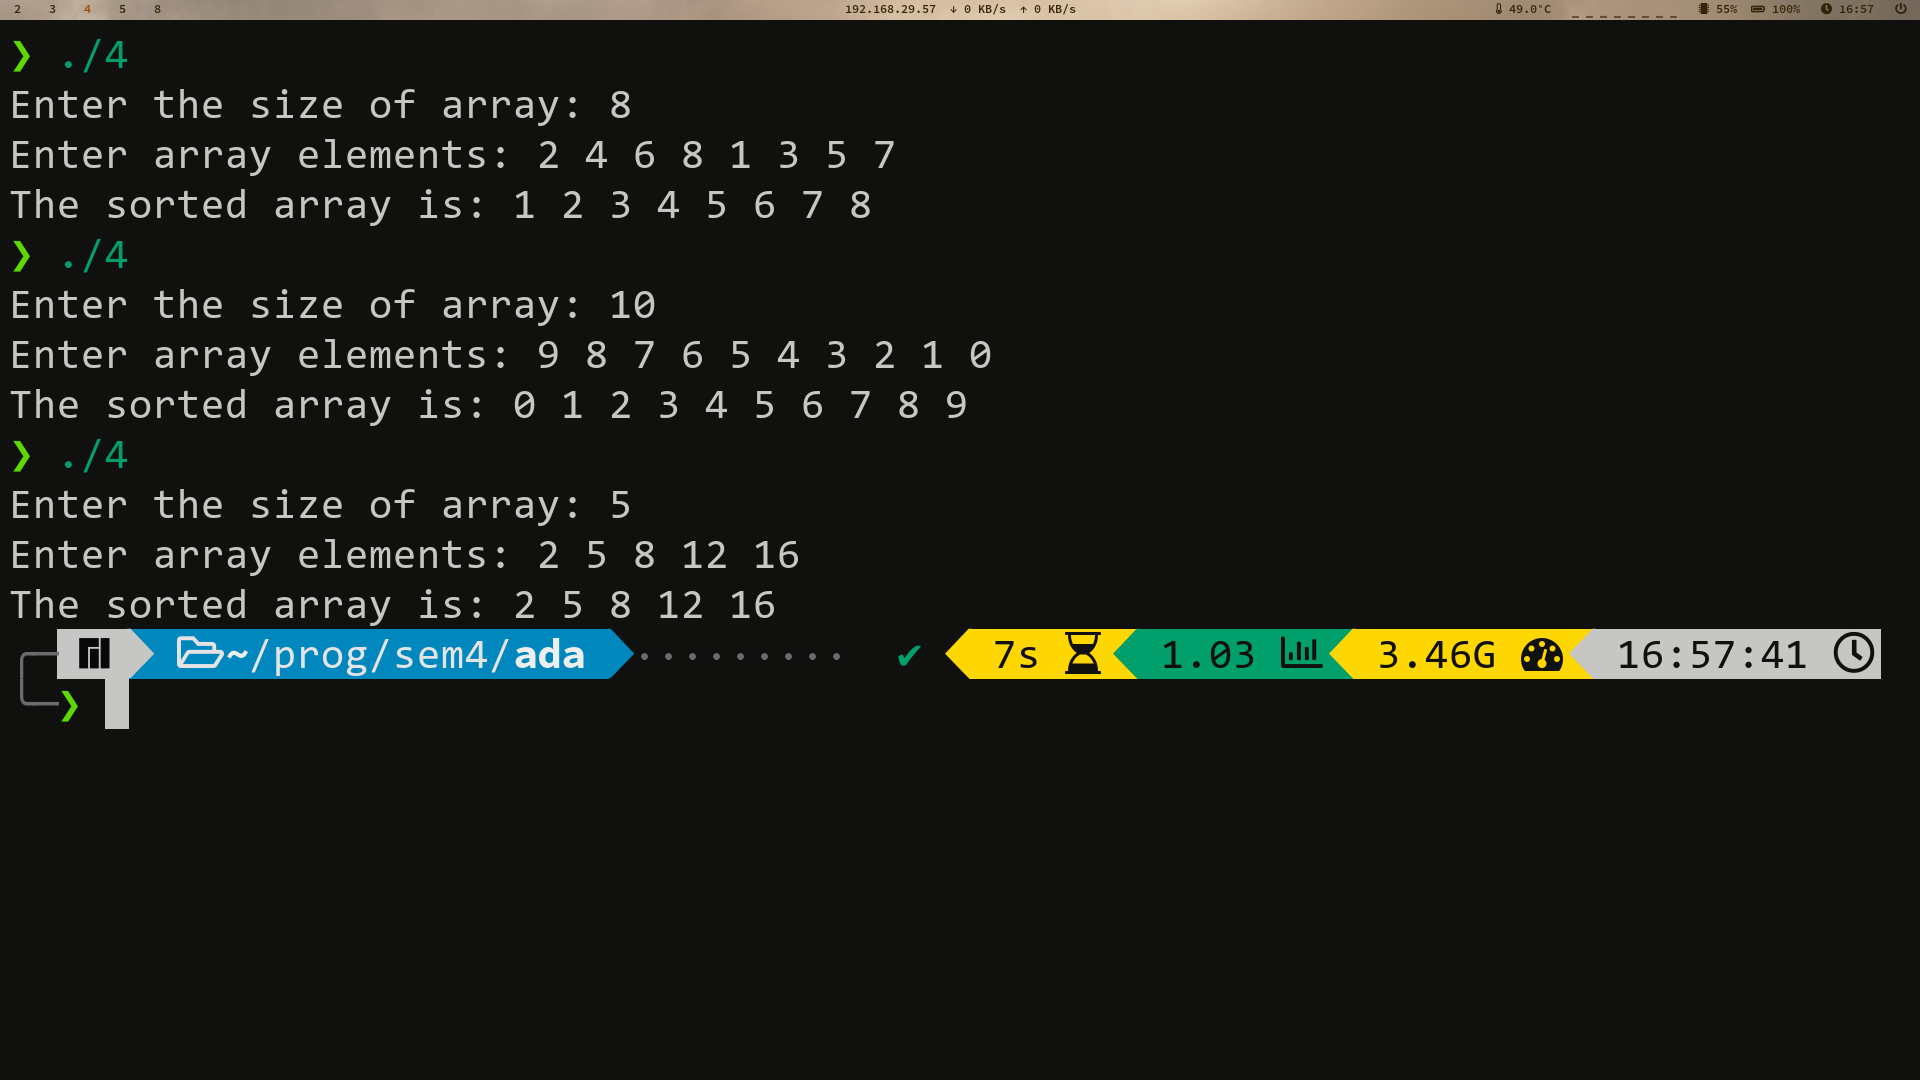 2 3 4 5 8 192.168.29.57 ↓ 0 KB/s ↑ 0 KB/s 49.0°C 55% 100% 16:57
❯ ./4
Enter the size of array: 8
Enter array elements: 2 4 6 8 1 3 5 7
The sorted array is: 1 2 3 4 5 6 7 8
❯ ./4
Enter the size of array: 10
Enter array elements: 9 8 7 6 5 4 3 2 1 0
The sorted array is: 0 1 2 3 4 5 6 7 8 9
❯ ./4
Enter the size of array: 5
Enter array elements: 2 5 8 12 16
The sorted array is: 2 5 8 12 16
~/prog/sem4/ada ········· ✔ 7s 1.03 3.46G 16:57:41
❯